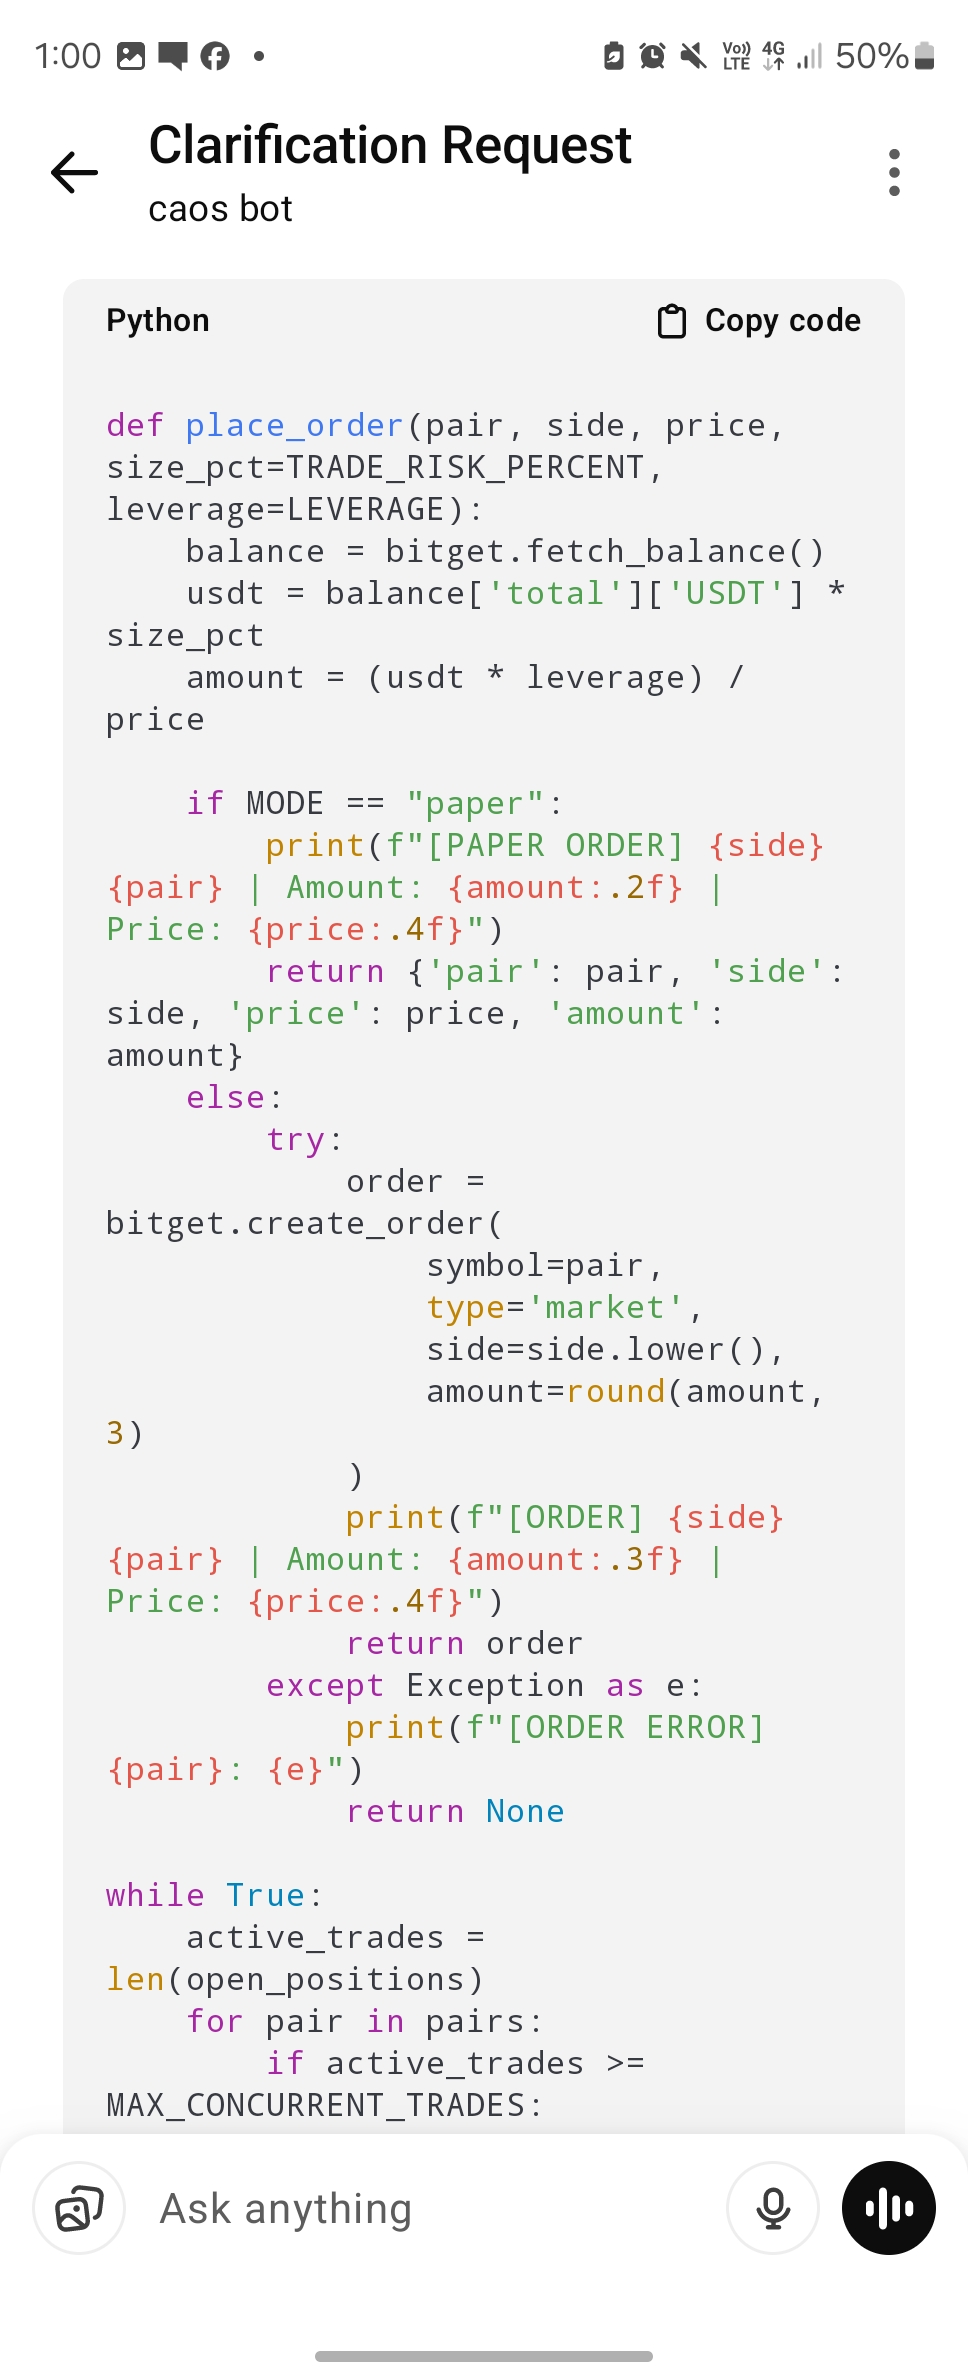 1:00
Vo)) LTE 4G 50%
Clarification Request
caos bot
Python Copy code
def place_order(pair, side, price,
size_pct=TRADE_RISK_PERCENT,
leverage=LEVERAGE):
    balance = bitget.fetch_balance()
    usdt = balance['total']['USDT'] *
size_pct
    amount = (usdt * leverage) /
price

    if MODE == "paper":
        print(f"[PAPER ORDER] {side}
{pair} | Amount: {amount:.2f} |
Price: {price:.4f}")
        return {'pair': pair, 'side':
side, 'price': price, 'amount':
amount}
    else:
        try:
            order =
bitget.create_order(
                symbol=pair,
                type='market',
                side=side.lower(),
                amount=round(amount,
3)
            )
            print(f"[ORDER] {side}
{pair} | Amount: {amount:.3f} |
Price: {price:.4f}")
            return order
        except Exception as e:
            print(f"[ORDER ERROR]
{pair}: {e}")
            return None

while True:
    active_trades =
len(open_positions)
    for pair in pairs:
        if active_trades >=
MAX_CONCURRENT_TRADES:
Ask anything